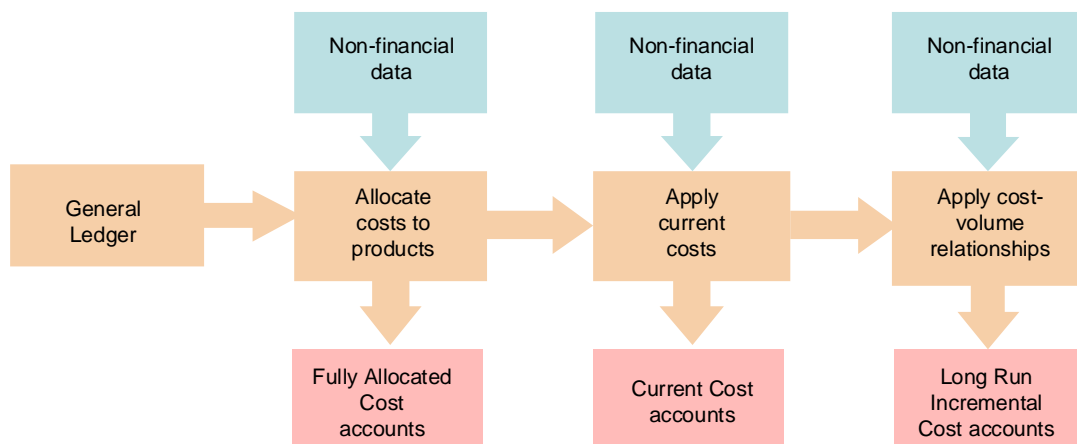 Non-financial
data
Non-financial
data
Non-financial
data
General
Ledger
Allocate
costs to
products
Apply
current
costs
Apply cost-
volume
relationships
Fully Allocated
Cost
accounts
Current Cost
accounts
Long Run
Incremental
Cost accounts